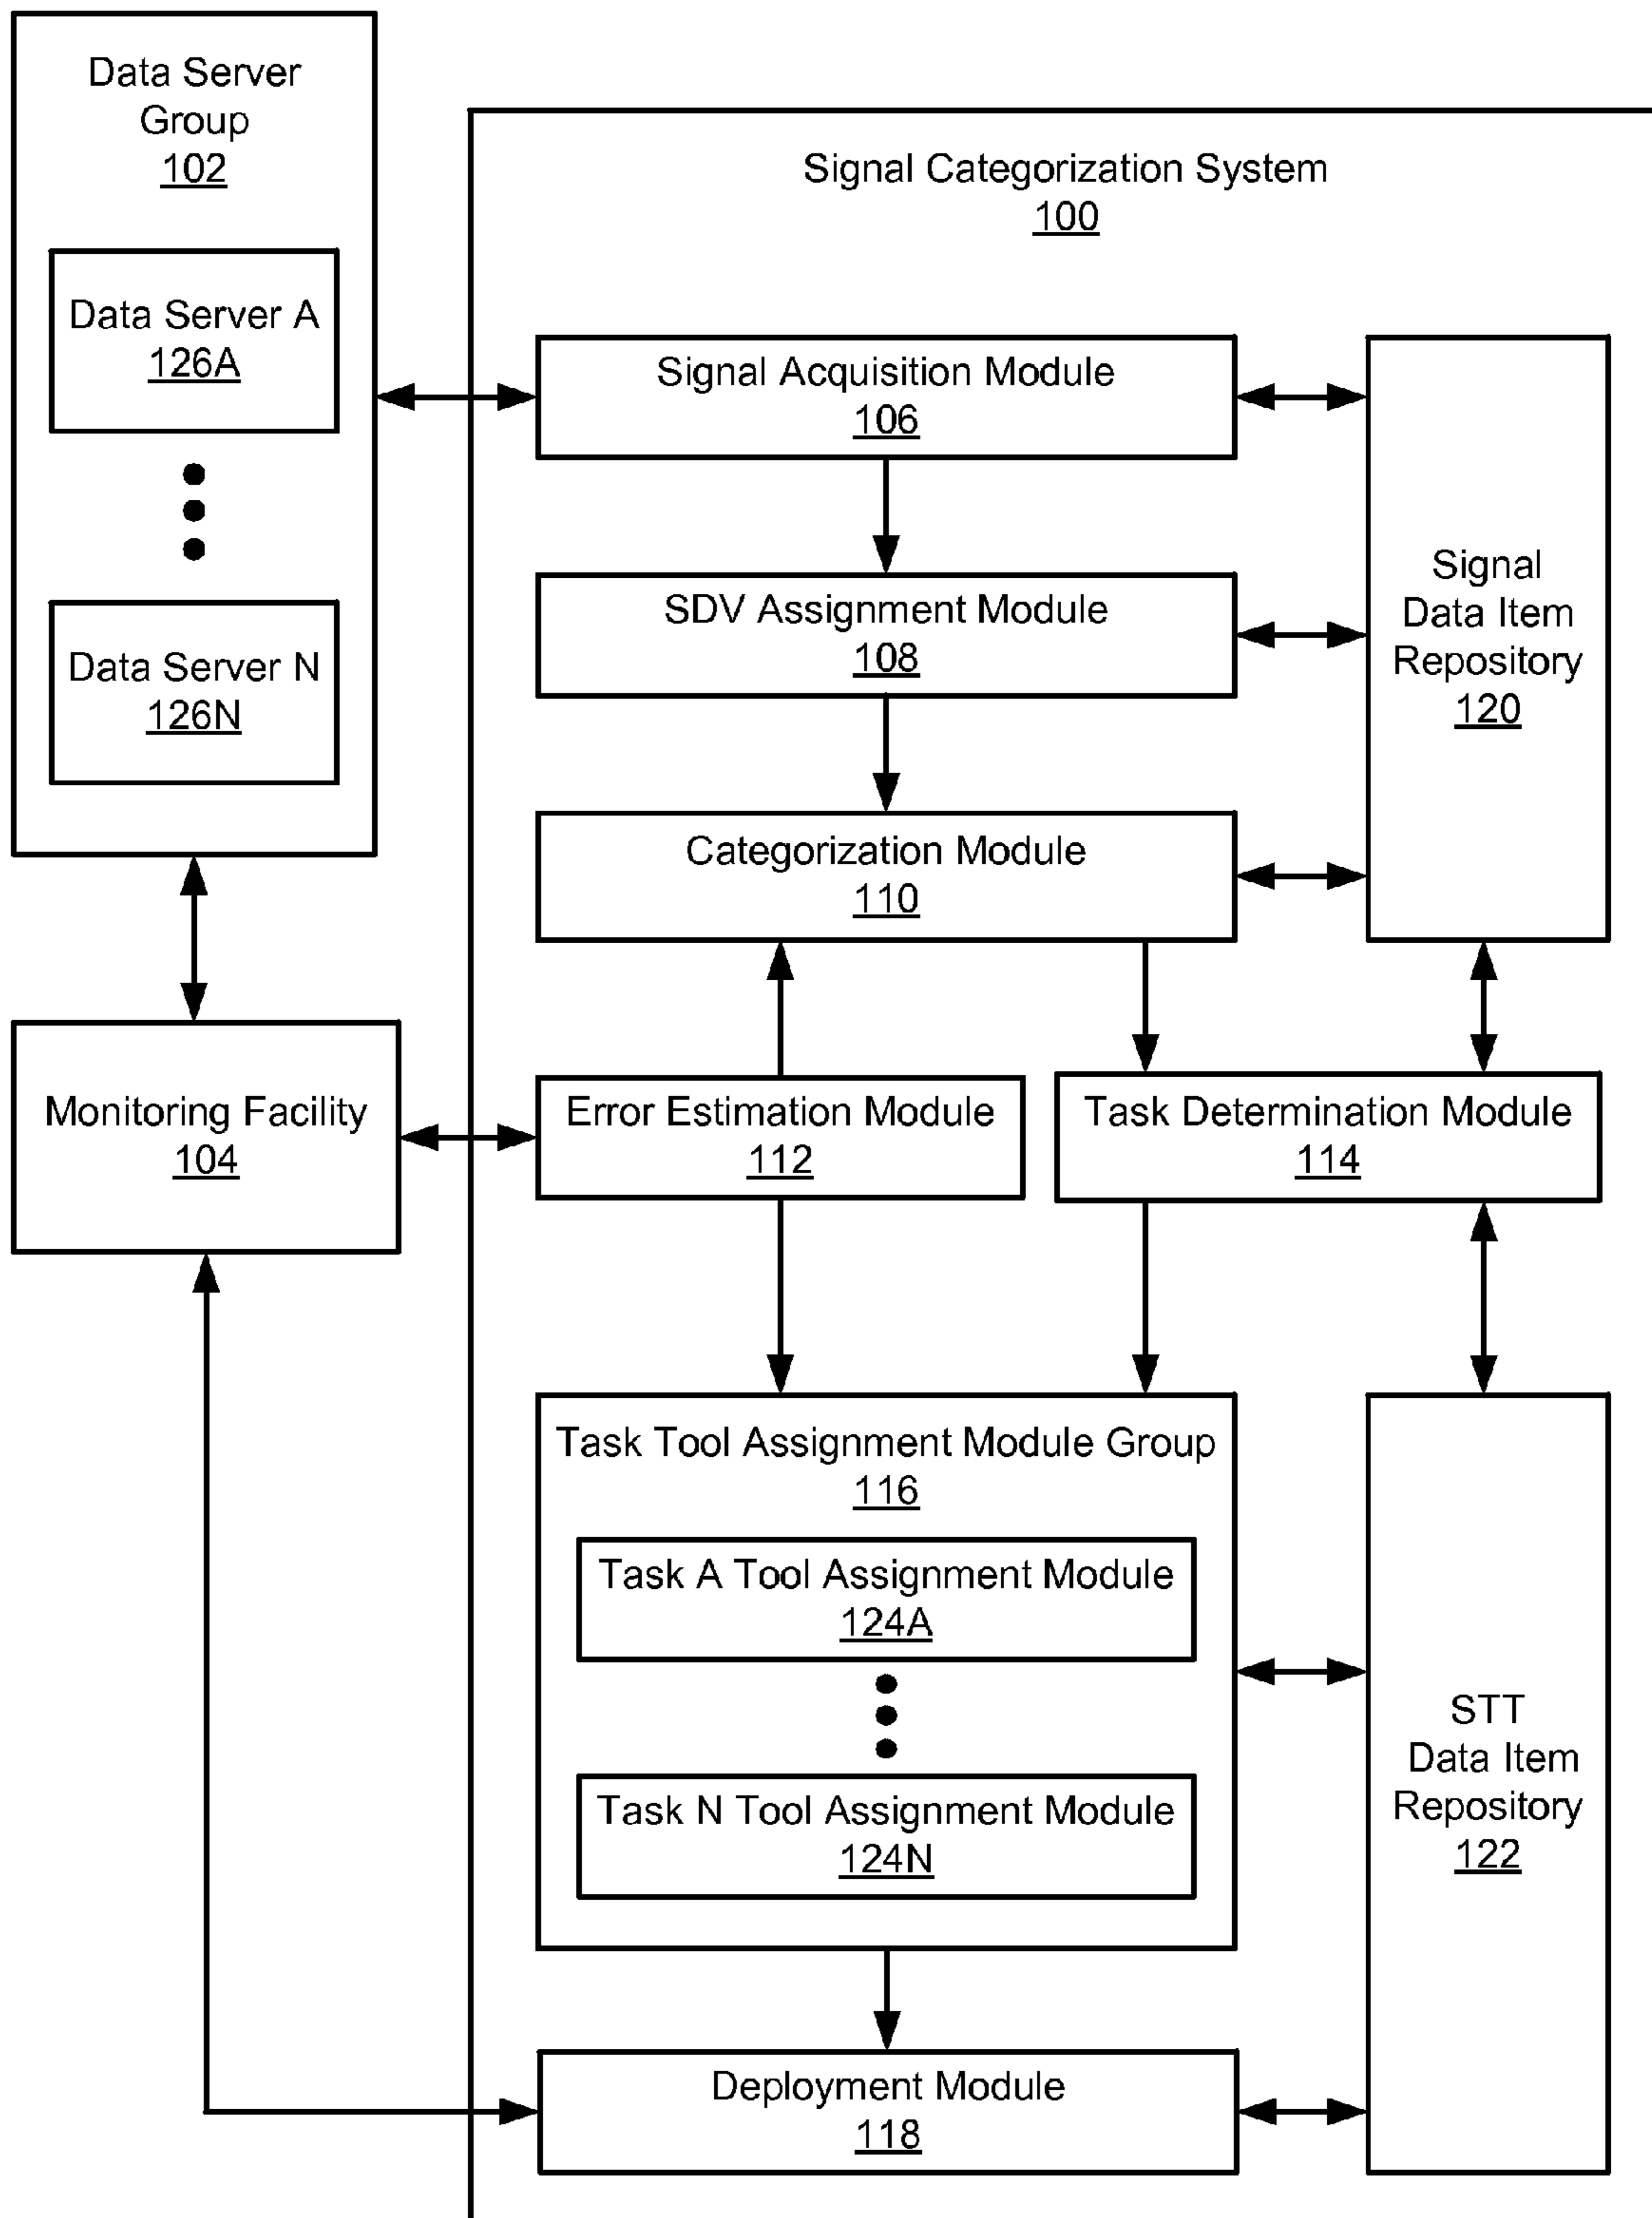 Data Server
Group
102
Data Server A
126A
Data Server N
126N
Monitoring Facility
104
Signal Categorization System
100
Signal Acquisition Module
106
SDV Assignment Module
108
Categorization Module
110
Signal
Data Item
Repository
120
Error Estimation Module
112
Task Determination Module
114
Task Tool Assignment Module Group
116
Task A Tool Assignment Module
124A
Task N Tool Assignment Module
124N
STT
Data Item
Repository
122
Deployment Module
118